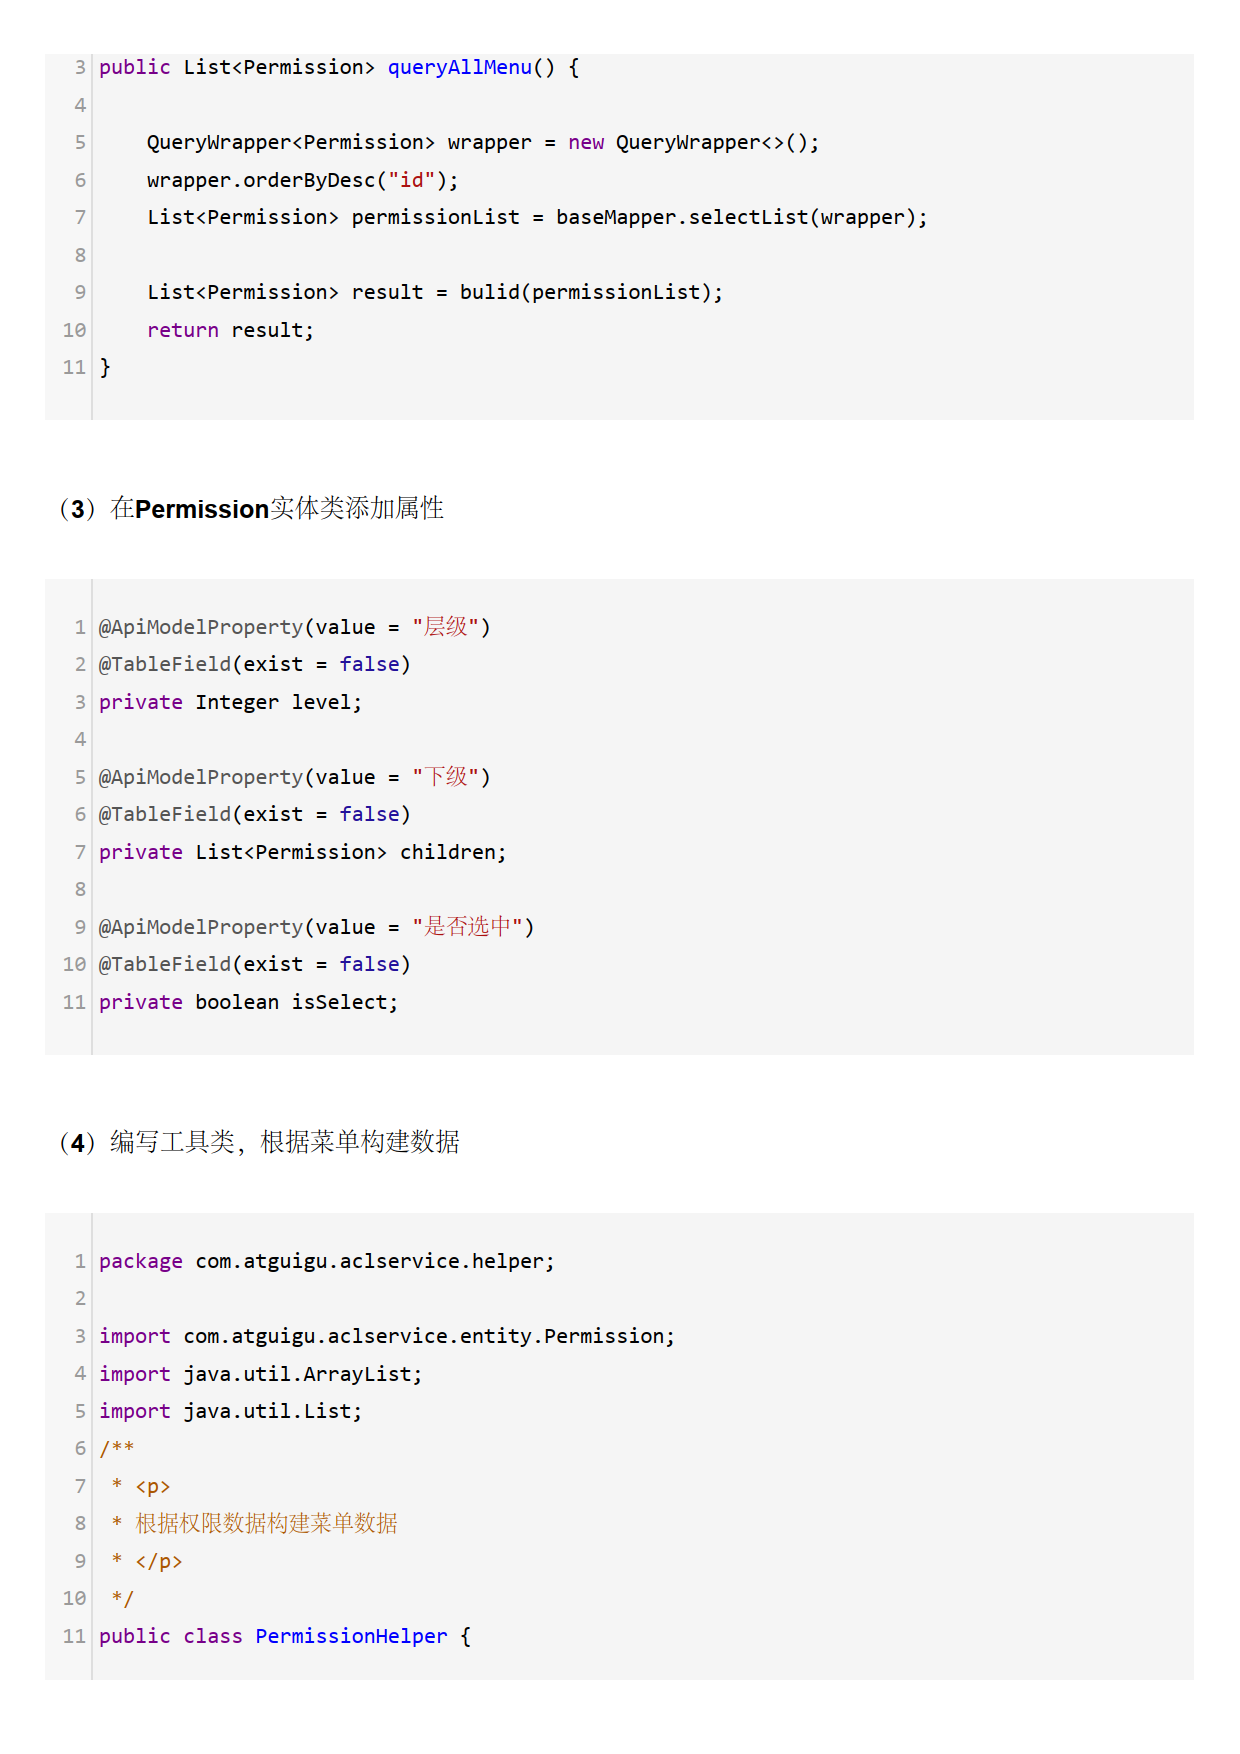 3 public List<Permission> queryAllMenu() {
4
5     QueryWrapper<Permission> wrapper = new QueryWrapper<>();
6     wrapper.orderByDesc("id");
7     List<Permission> permissionList = baseMapper.selectList(wrapper);
8
9     List<Permission> result = bulid(permissionList);
10     return result;
11 }
（3）在Permission实体类添加属性
1 @ApiModelProperty(value = "层级")
2 @TableField(exist = false)
3 private Integer level;
4
5 @ApiModelProperty(value = "下级")
6 @TableField(exist = false)
7 private List<Permission> children;
8
9 @ApiModelProperty(value = "是否选中")
10 @TableField(exist = false)
11 private boolean isSelect;
（4）编写工具类，根据菜单构建数据
1 package com.atguigu.aclservice.helper;
2
3 import com.atguigu.aclservice.entity.Permission;
4 import java.util.ArrayList;
5 import java.util.List;
6 /**
7  * <p>
8  * 根据权限数据构建菜单数据
9  * </p>
10  */
11 public class PermissionHelper {